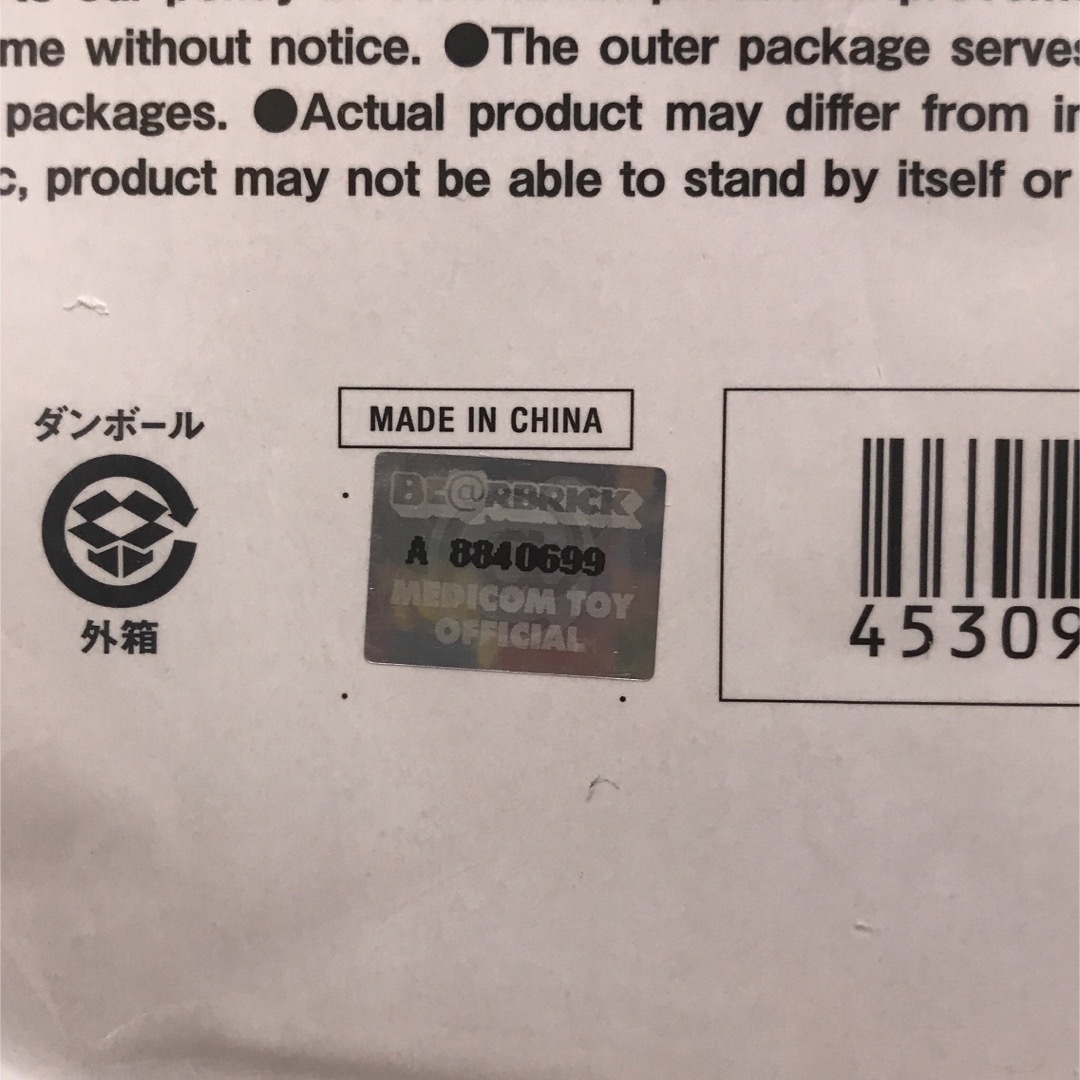 me without notice. ●The outer package serves
packages. ●Actual product may differ from
c, product may not be able to stand by itself or
ダンボール
外箱
MADE IN CHINA
BE@RBRICK
A 8840699
MEDICOM TOY
OFFICIAL
45309